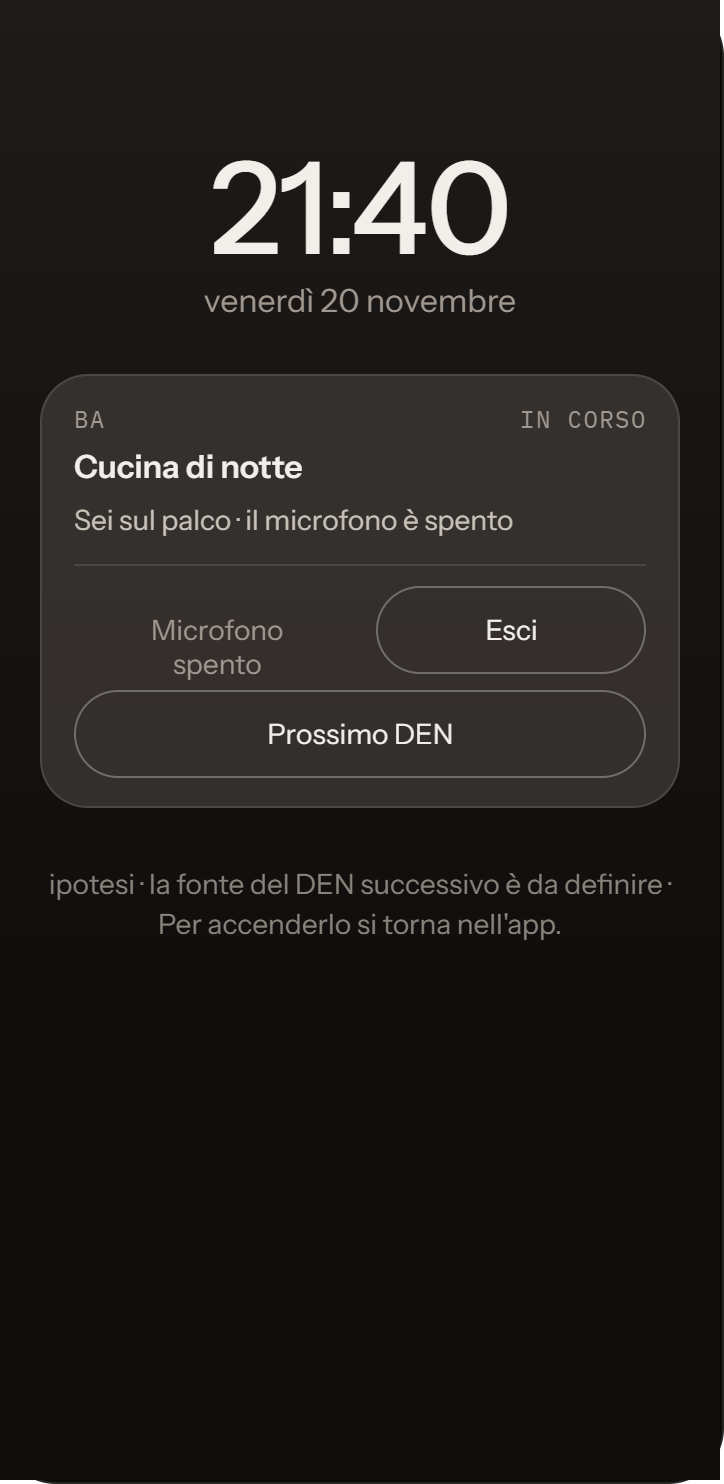 21:40
venerdì 20 novembre
BA
IN CORSO
Cucina di notte
Sei sul palco · il microfono è spento
Microfono
spento
Esci
Prossimo DEN
ipotesi · la fonte del DEN successivo è da definire ·
Per accenderlo si torna nell'app.